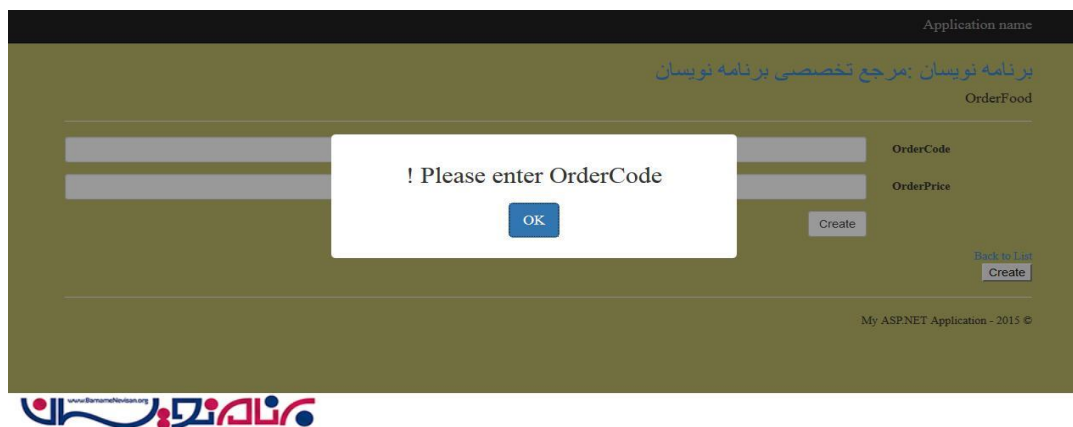 Application name
برنامه نویسان :مرجع تخصصی برنامه نویسان
OrderFood
OrderCode
OrderPrice
! Please enter OrderCode
OK
Create
Back to List
Create
My ASP.NET Application - 2015 ©
www.BarnameNevisan.org
برنامه نویسان